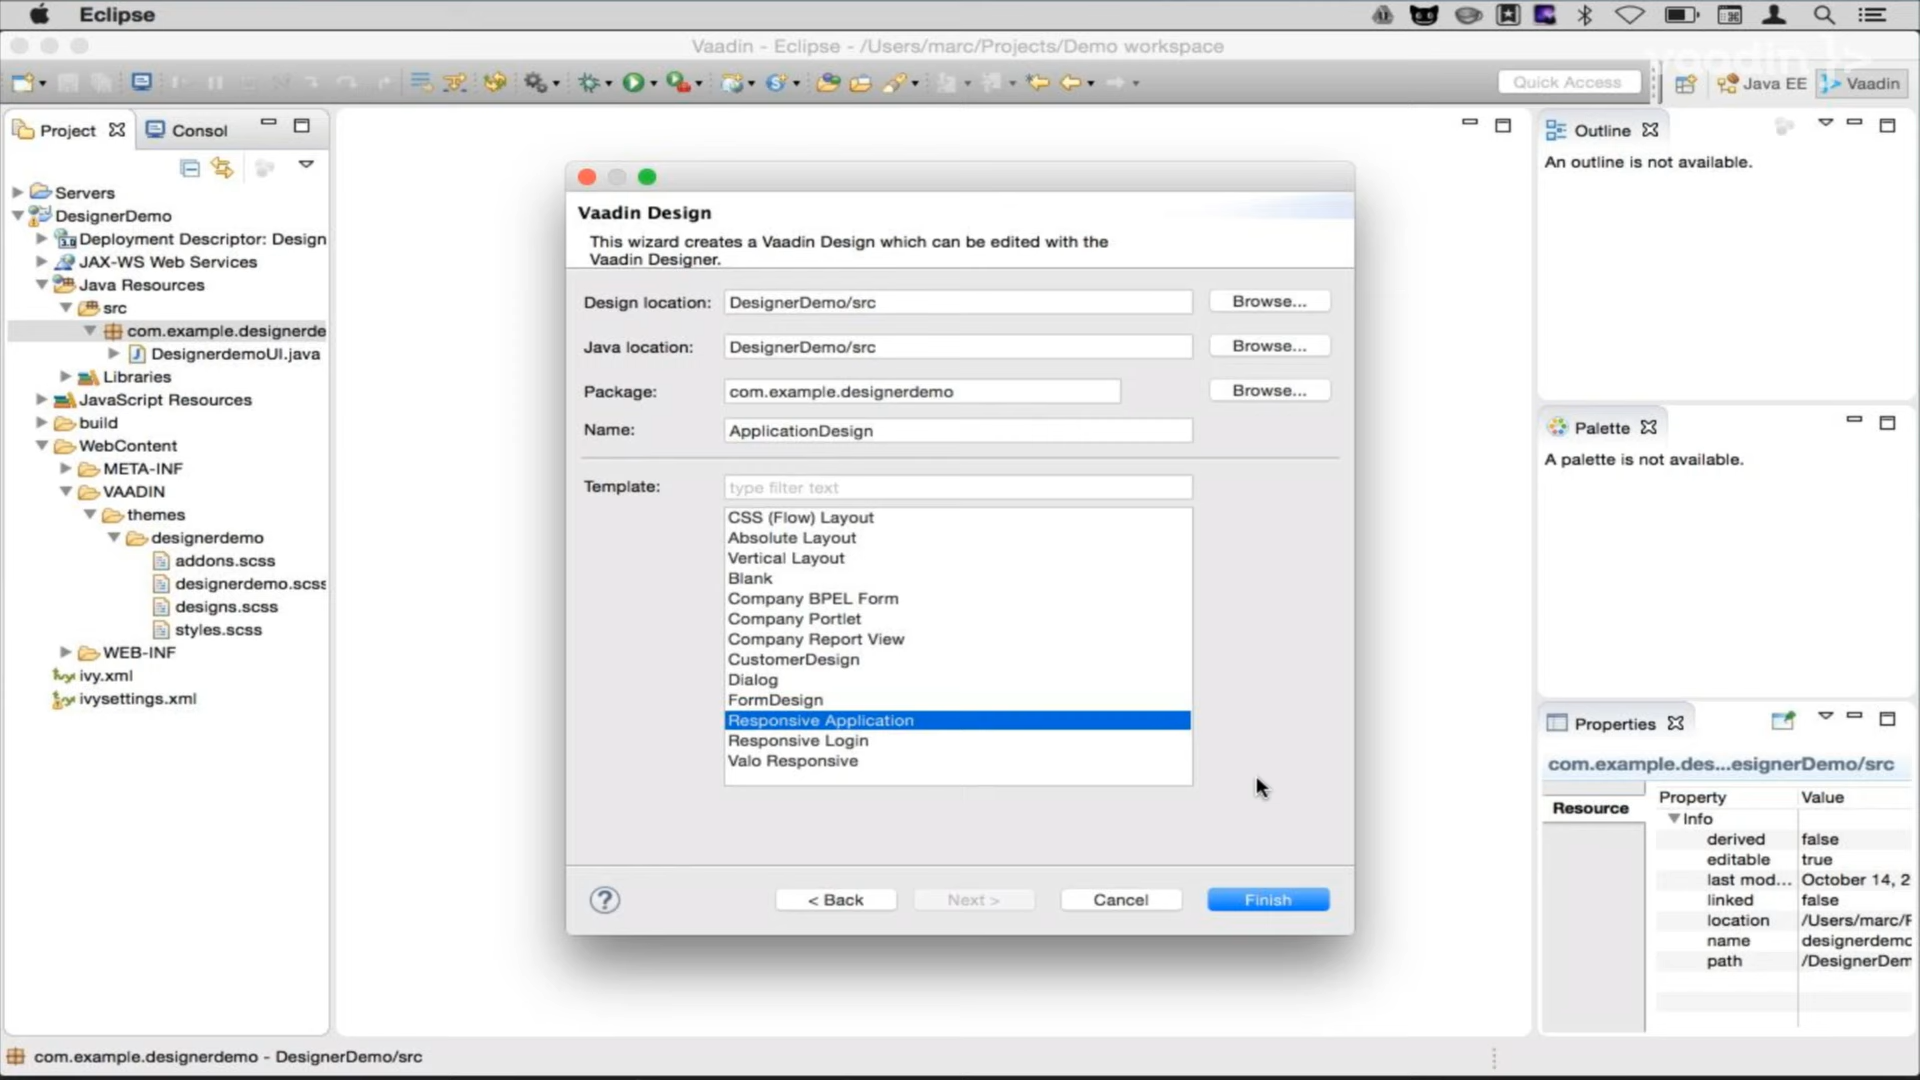 Eclipse
Vaadin - Eclipse - /Users/marc/Projects/Demo workspace
vaadin }>
Quick Access
Java EE
Vaadin
Project
Consol
Servers
DesignerDemo
Deployment Descriptor: Design
JAX-WS Web Services
Java Resources
src
com.example.designerde
DesignerdemoUI.java
Libraries
JavaScript Resources
build
WebContent
META-INF
VAADIN
themes
designerdemo
addons.scss
designerdemo.scss
designs.scss
styles.scss
WEB-INF
ivy.xml
ivysettings.xml
Vaadin Design
This wizard creates a Vaadin Design which can be edited with the
Vaadin Designer.
Design location: DesignerDemo/src Browse...
Java location: DesignerDemo/src Browse...
Package: com.example.designerdemo Browse...
Name: ApplicationDesign
Template: type filter text
CSS (Flow) Layout
Absolute Layout
Vertical Layout
Blank
Company BPEL Form
Company Portlet
Company Report View
CustomerDesign
Dialog
FormDesign
Responsive Application
Responsive Login
Valo Responsive
? < Back Next > Cancel Finish
Outline
An outline is not available.
Palette
A palette is not available.
Properties
com.example.des...esignerDemo/src
Resource
Property Value
Info
derived false
editable true
last mod... October 14, 2
linked false
location /Users/marc/F
name designerdemo
path /DesignerDem
com.example.designerdemo - DesignerDemo/src